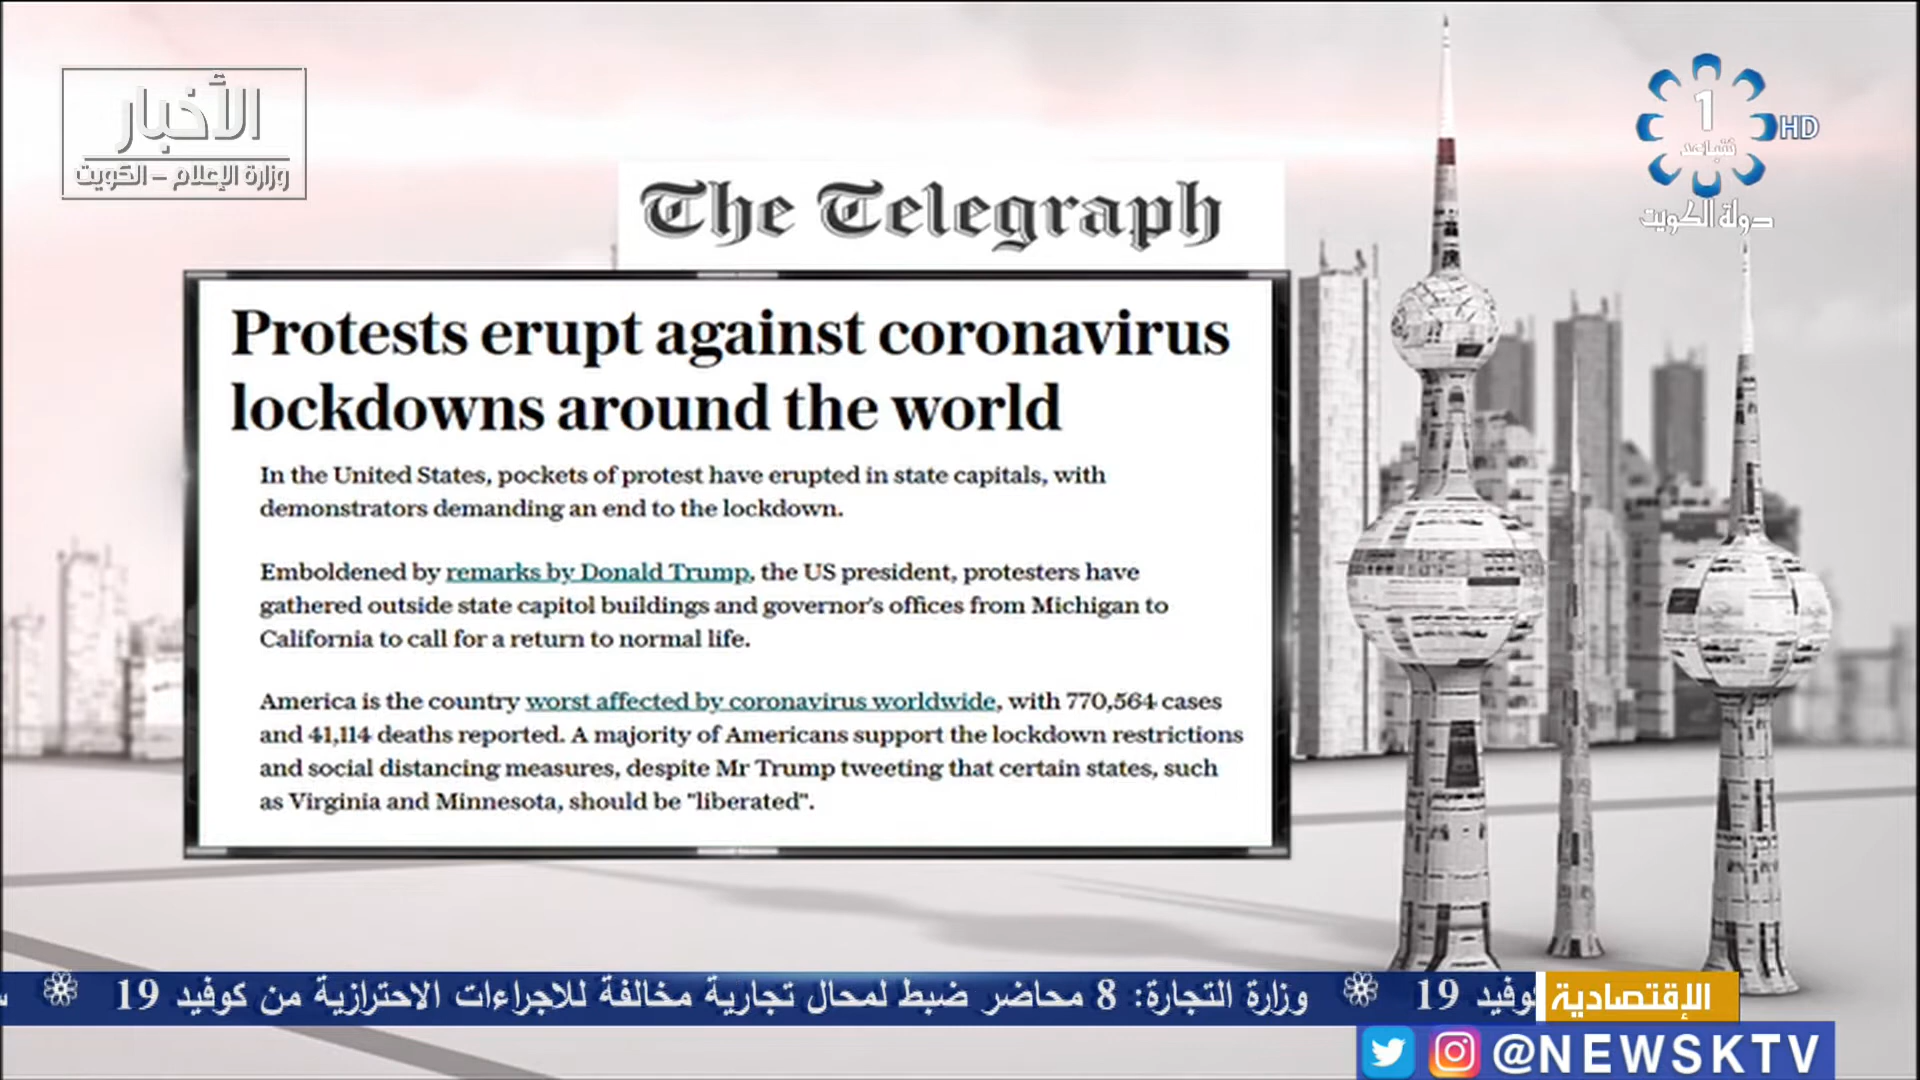 الأخبار
وزارة الإعلام – الكويت
1
نتباعد
HD
دولة الكويت
The Telegraph
Protests erupt against coronavirus
lockdowns around the world
In the United States, pockets of protest have erupted in state capitals, with
demonstrators demanding an end to the lockdown.
Emboldened by remarks by Donald Trump, the US president, protesters have
gathered outside state capitol buildings and governor's offices from Michigan to
California to call for a return to normal life.
America is the country worst affected by coronavirus worldwide, with 770,564 cases
and 41,114 deaths reported. A majority of Americans support the lockdown restrictions
and social distancing measures, despite Mr Trump tweeting that certain states, such
as Virginia and Minnesota, should be "liberated".
الإقتصادية
وفيد 19 وزارة التجارة: 8 محاضر ضبط لمحال تجارية مخالفة للاجراءات الاحترازية من كوفيد 19
@NEWSKTV